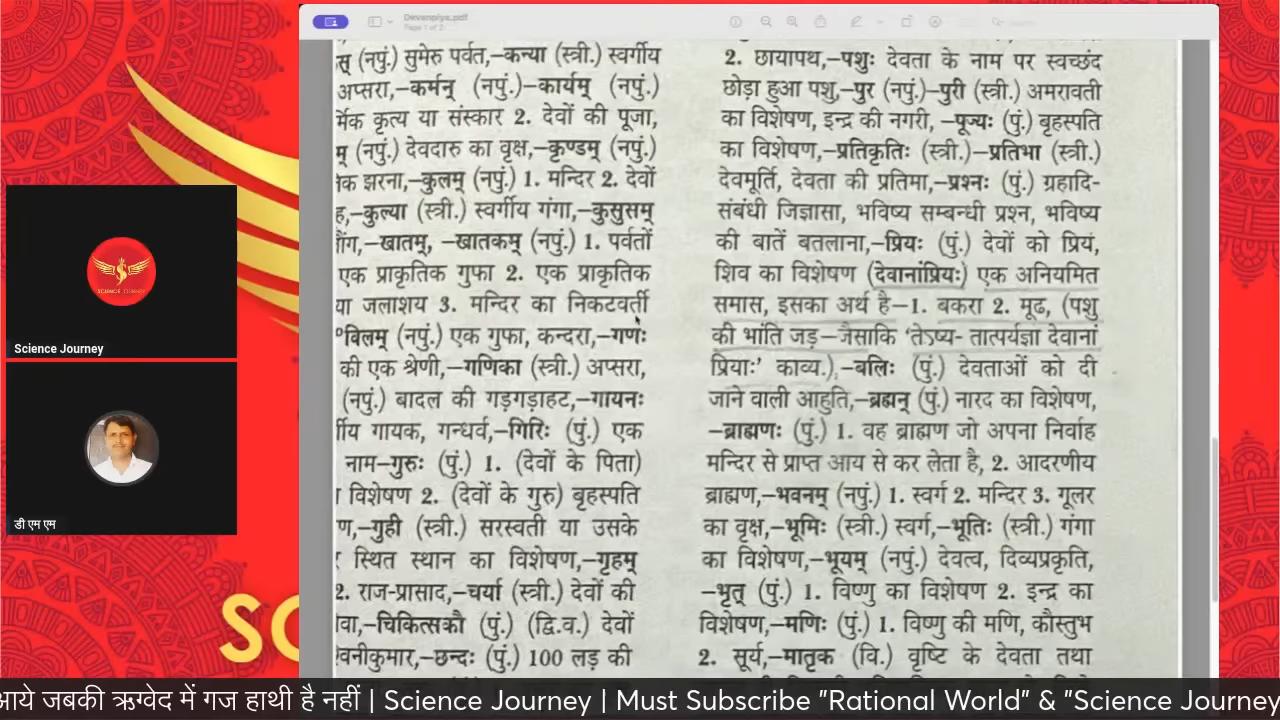 Devanpiya.pdf
Page 1 of 2
स् (नपुं.) सुमेरु पर्वत,–कन्या (स्त्री.) स्वर्गीय
अप्सरा,–कर्मन् (नपुं.)–कार्यम् (नपुं.)
र्मिक कृत्य या संस्कार 2. देवों की पूजा,
म् (नपुं.) देवदारु का वृक्ष,–कृण्डम् (नपुं.)
झरना,–कुलम् (नपुं.) 1. मन्दिर 2. देवों
ह,–कुल्या (स्त्री.) स्वर्गीय गंगा,–कुसुसम्
–खातम्, –खातकम् (नपुं.) 1. पर्वतों
एक प्राकृतिक गुफा 2. एक प्राकृतिक
या जलाशय 3. मन्दिर का निकटवर्ती
०बिलम् (नपुं.) एक गुफा, कन्दरा,–गणः
की एक श्रेणी,–गणिका (स्त्री.) अप्सरा,
(नपुं.) बादल की गड़गड़ाहट,–गायनः
गायक, गन्धर्व,–गिरिः (पुं.) एक
नाम–गुरुः (पुं.) 1. (देवों के पिता)
विशेषण 2. (देवों के गुरु) बृहस्पति
ण,–गुही (स्त्री.) सरस्वती या उसके
स्थित स्थान का विशेषण,–गृहम्
2. राज-प्रासाद,–चर्या (स्त्री.) देवों की
वा,–चिकित्सकौ (पुं.) (द्वि.व.) देवों
–छन्दः (पुं.) 100 लड़ की
2. छायापथ,–पशुः देवता के नाम पर स्वच्छंद
छोड़ा हुआ पशु,–पुर (नपुं.)–पुरी (स्त्री.) अमरावती
का विशेषण, इन्द्र की नगरी, –पूज्यः (पुं.) बृहस्पति
का विशेषण,–प्रतिकृतिः (स्त्री.)–प्रतिभा (स्त्री.)
देवमूर्ति, देवता की प्रतिमा,–प्रश्नः (पुं.) ग्रहादि-
संबंधी जिज्ञासा, भविष्य सम्बन्धी प्रश्न, भविष्य
की बातें बतलाना,–प्रियः (पुं.) देवों को प्रियं,
शिव का विशेषण (देवानांप्रियः) एक अनियमित
समास, इसका अर्थ है–1. बकरा 2. मूढ, (पशु
की भांति जड़–जैसाकि 'तेऽष्य- तात्पर्यज्ञा देवानां
प्रियाः' काव्य.),–बलिः (पुं.) देवताओं को दी
जाने वाली आहुति,–ब्रह्मन् (पुं.) नारद का विशेषण,
–ब्राह्मणः (पुं.) 1. वह ब्राह्मण जो अपना निर्वाह
मन्दिर से प्राप्त आय से कर लेता है, 2. आदरणीय
ब्राह्मण,–भवनम् (नपुं.) 1. स्वर्ग 2. मन्दिर 3. गूलर
का वृक्ष,–भूमिः (स्त्री.) स्वर्ग,–भूतिः (स्त्री.) गंगा
का विशेषण,–भूयम् (नपुं.) देवत्व, दिव्यप्रकृति,
–भृत् (पुं.) 1. विष्णु का विशेषण 2. इन्द्र का
विशेषण,–मणिः (पुं.) 1. विष्णु की मणि, कौस्तुभ
2. सूर्य,–मातृक (वि.) वृष्टि के देवता तथा
SCIENCE JOURNEY
Science Journey
डी एम एम
SC
आये जबकी ऋग्वेद में गज हाथी है नहीं | Science Journey | Must Subscribe "Rational World" & "Science Journey